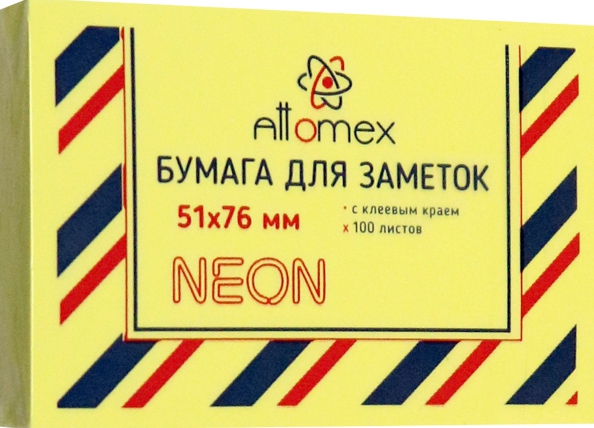 Attomex
БУМАГА ДЛЯ ЗАМЕТОК
51x76 мм
• с клеевым краем
x 100 листов
NEON